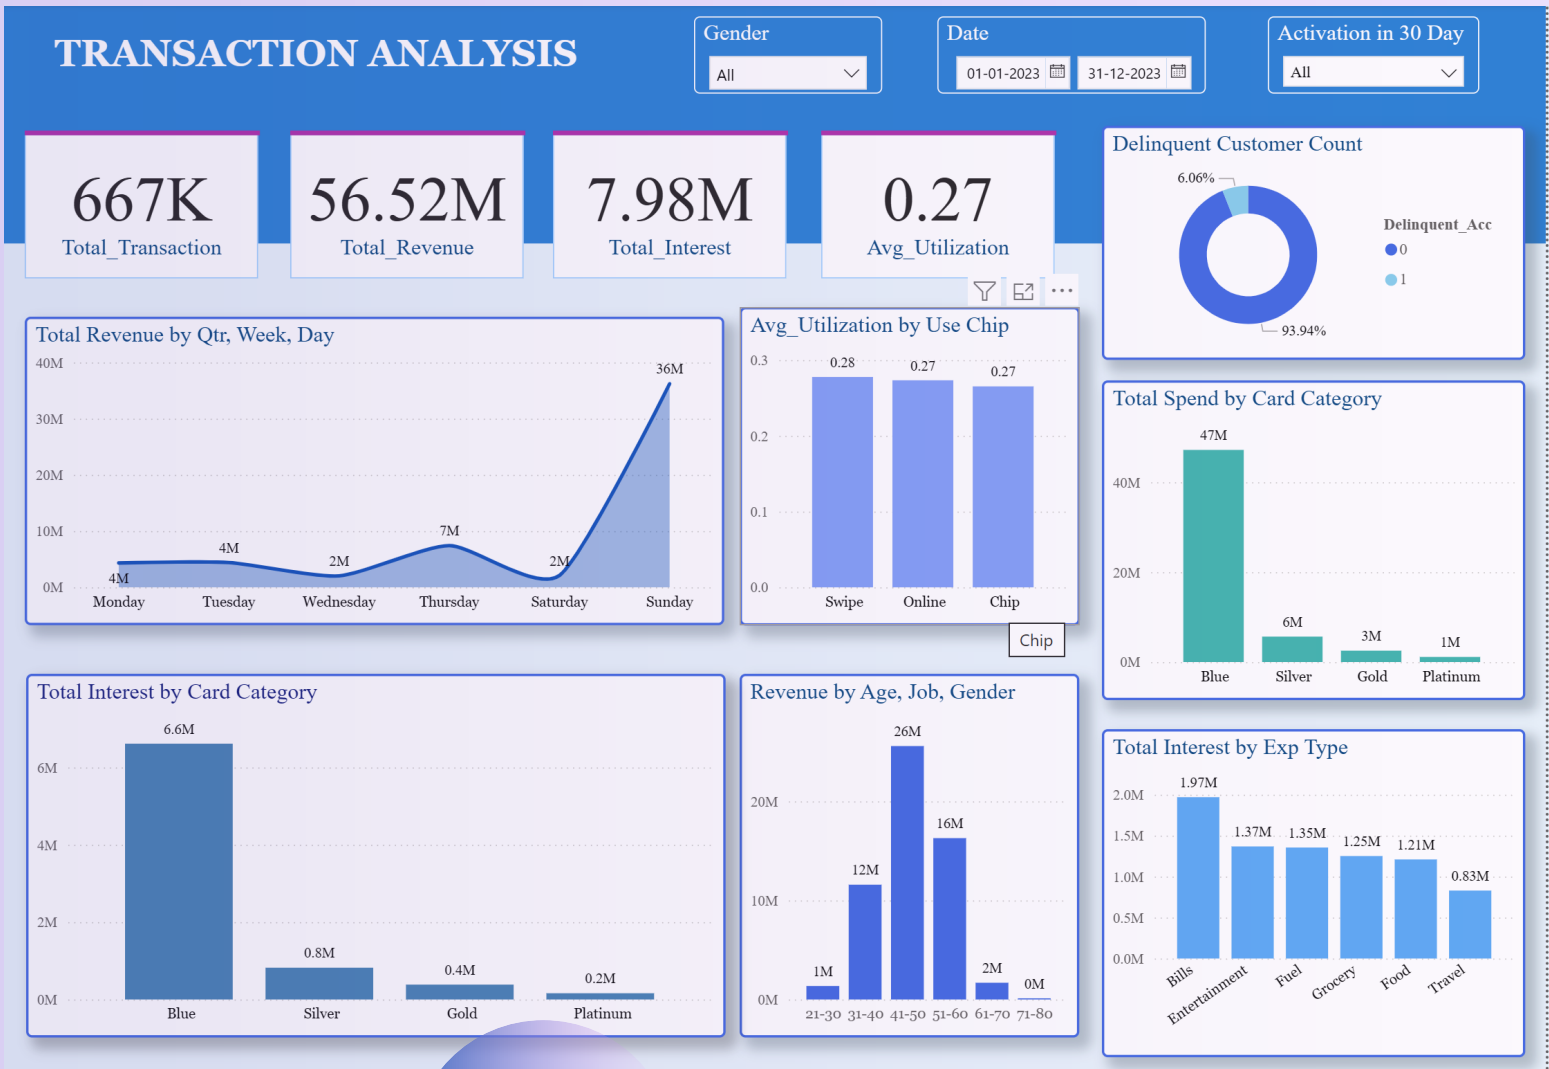 TRANSACTION ANALYSIS
Gender
All
Date
01-01-2023
31-12-2023
Activation in 30 Day
All
667K
Total_Transaction
56.52M
Total_Revenue
7.98M
Total_Interest
0.27
Avg_Utilization
Delinquent Customer Count
6.06%
93.94%
Delinquent_Acc
0
1
Total Revenue by Qtr, Week, Day
40M
30M
20M
10M
0M
4M
4M
2M
7M
2M
36M
Monday
Tuesday
Wednesday
Thursday
Saturday
Sunday
Avg_Utilization by Use Chip
0.3
0.2
0.1
0.0
0.28
0.27
0.27
Swipe
Online
Chip
Chip
Total Spend by Card Category
40M
20M
0M
47M
6M
3M
1M
Blue
Silver
Gold
Platinum
Total Interest by Card Category
6M
4M
2M
0M
6.6M
0.8M
0.4M
0.2M
Blue
Silver
Gold
Platinum
Revenue by Age, Job, Gender
20M
10M
0M
1M
12M
26M
16M
2M
0M
21-30
31-40
41-50
51-60
61-70
71-80
Total Interest by Exp Type
2.0M
1.5M
1.0M
0.5M
0.0M
1.97M
1.37M
1.35M
1.25M
1.21M
0.83M
Bills
Entertainment
Fuel
Grocery
Food
Travel